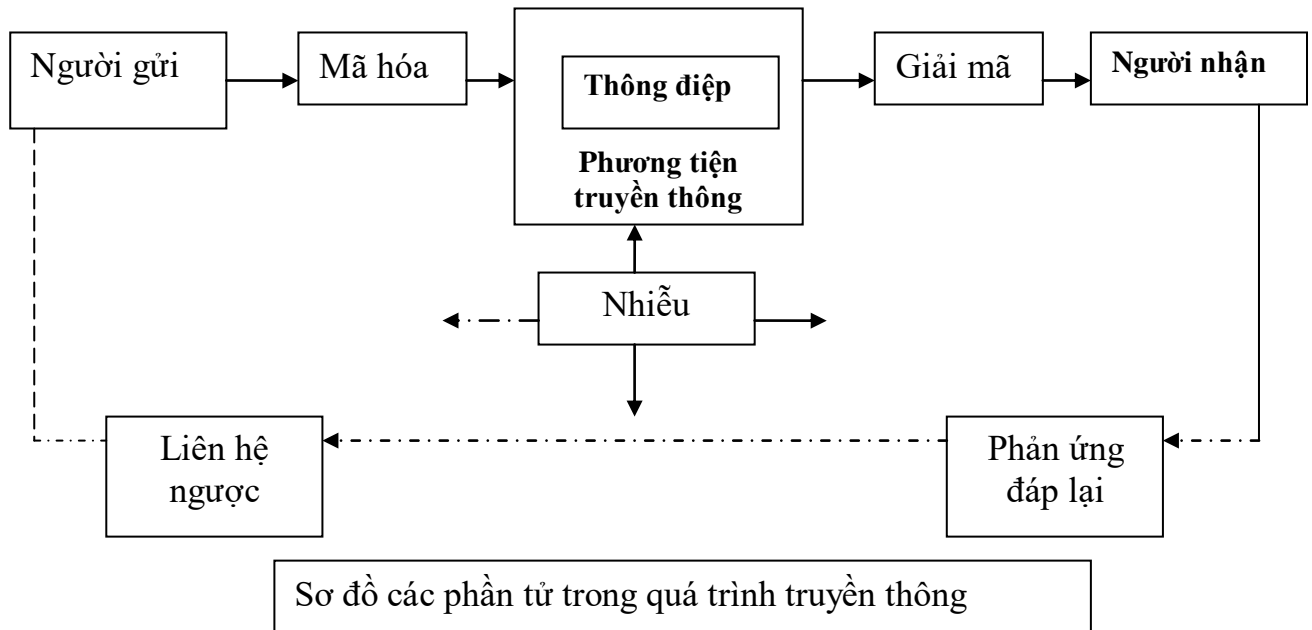 Người gửi
Mã hóa
Thông điệp
Phương tiện
truyền thông
Giải mã
Người nhận
Nhiễu
Liên hệ
ngược
Phản ứng
đáp lại
Sơ đồ các phần tử trong quá trình truyền thông